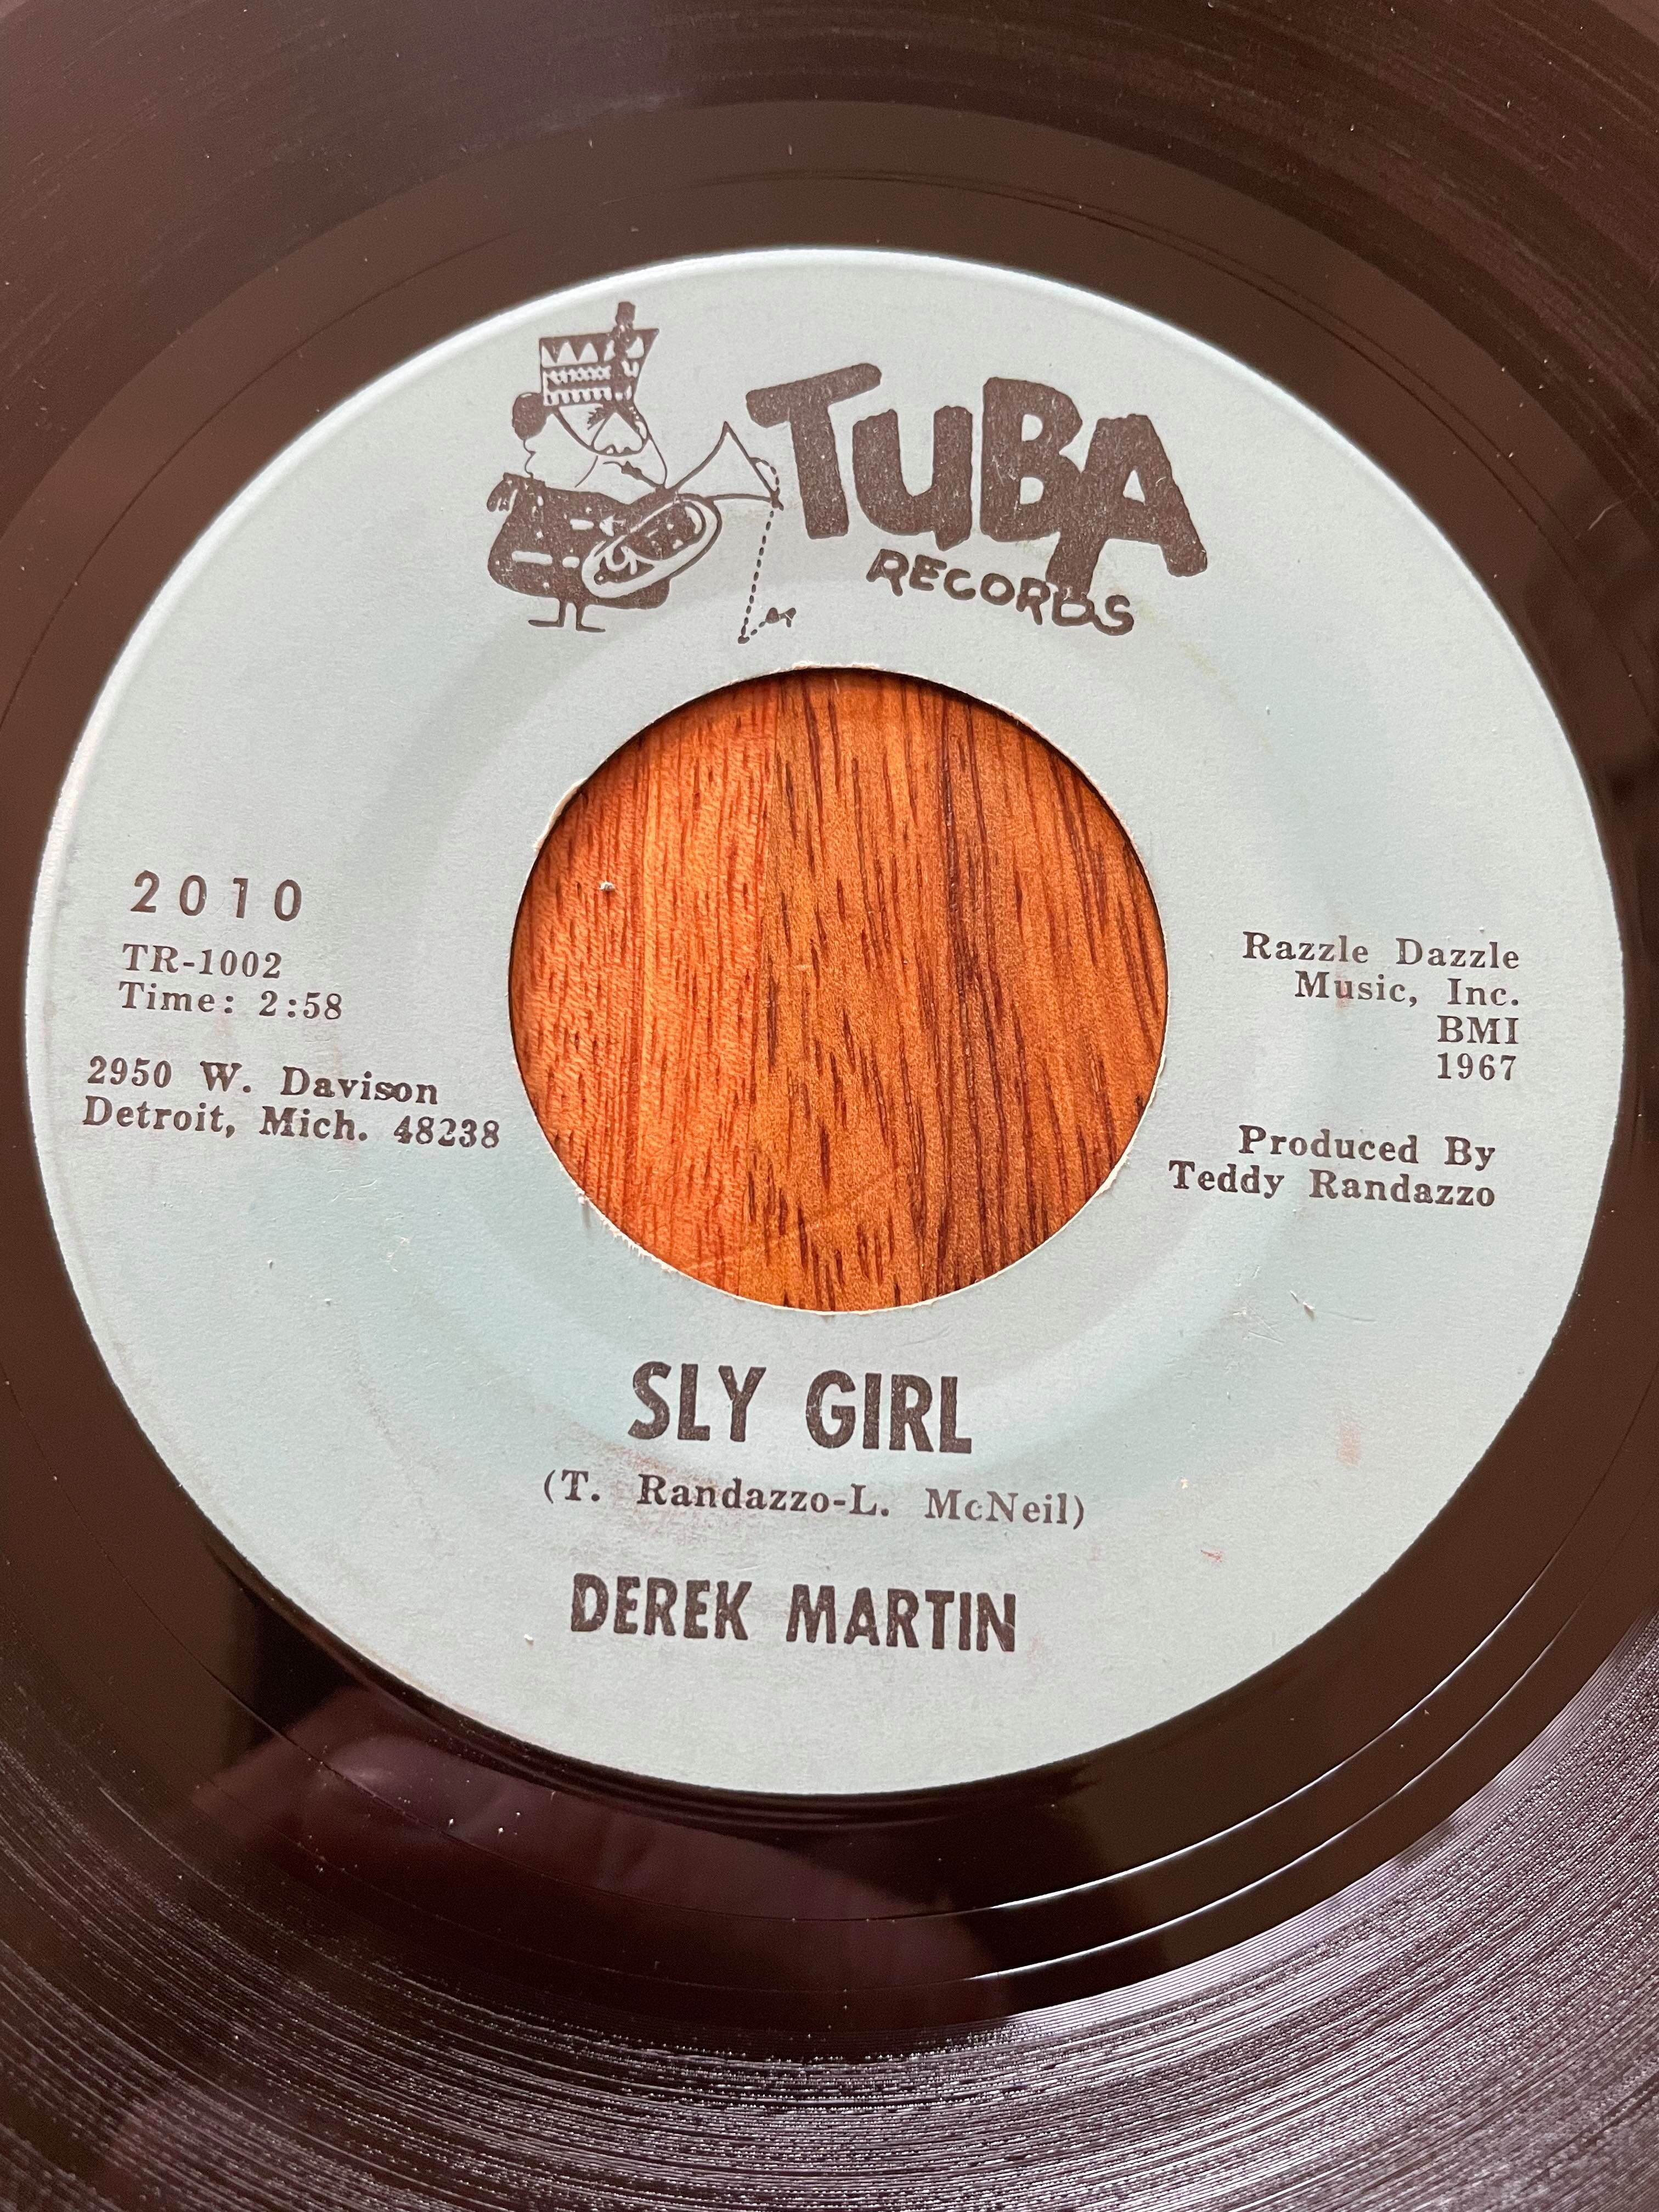 TUBA
RECORDS
2010
TR-1002
Time: 2:58
2950 W. Davison
Detroit, Mich. 48238
Razzle Dazzle
Music, Inc.
BMI
1967
Produced By
Teddy Randazzo
SLY GIRL
(T. Randazzo-L. McNeil)
DEREK MARTIN